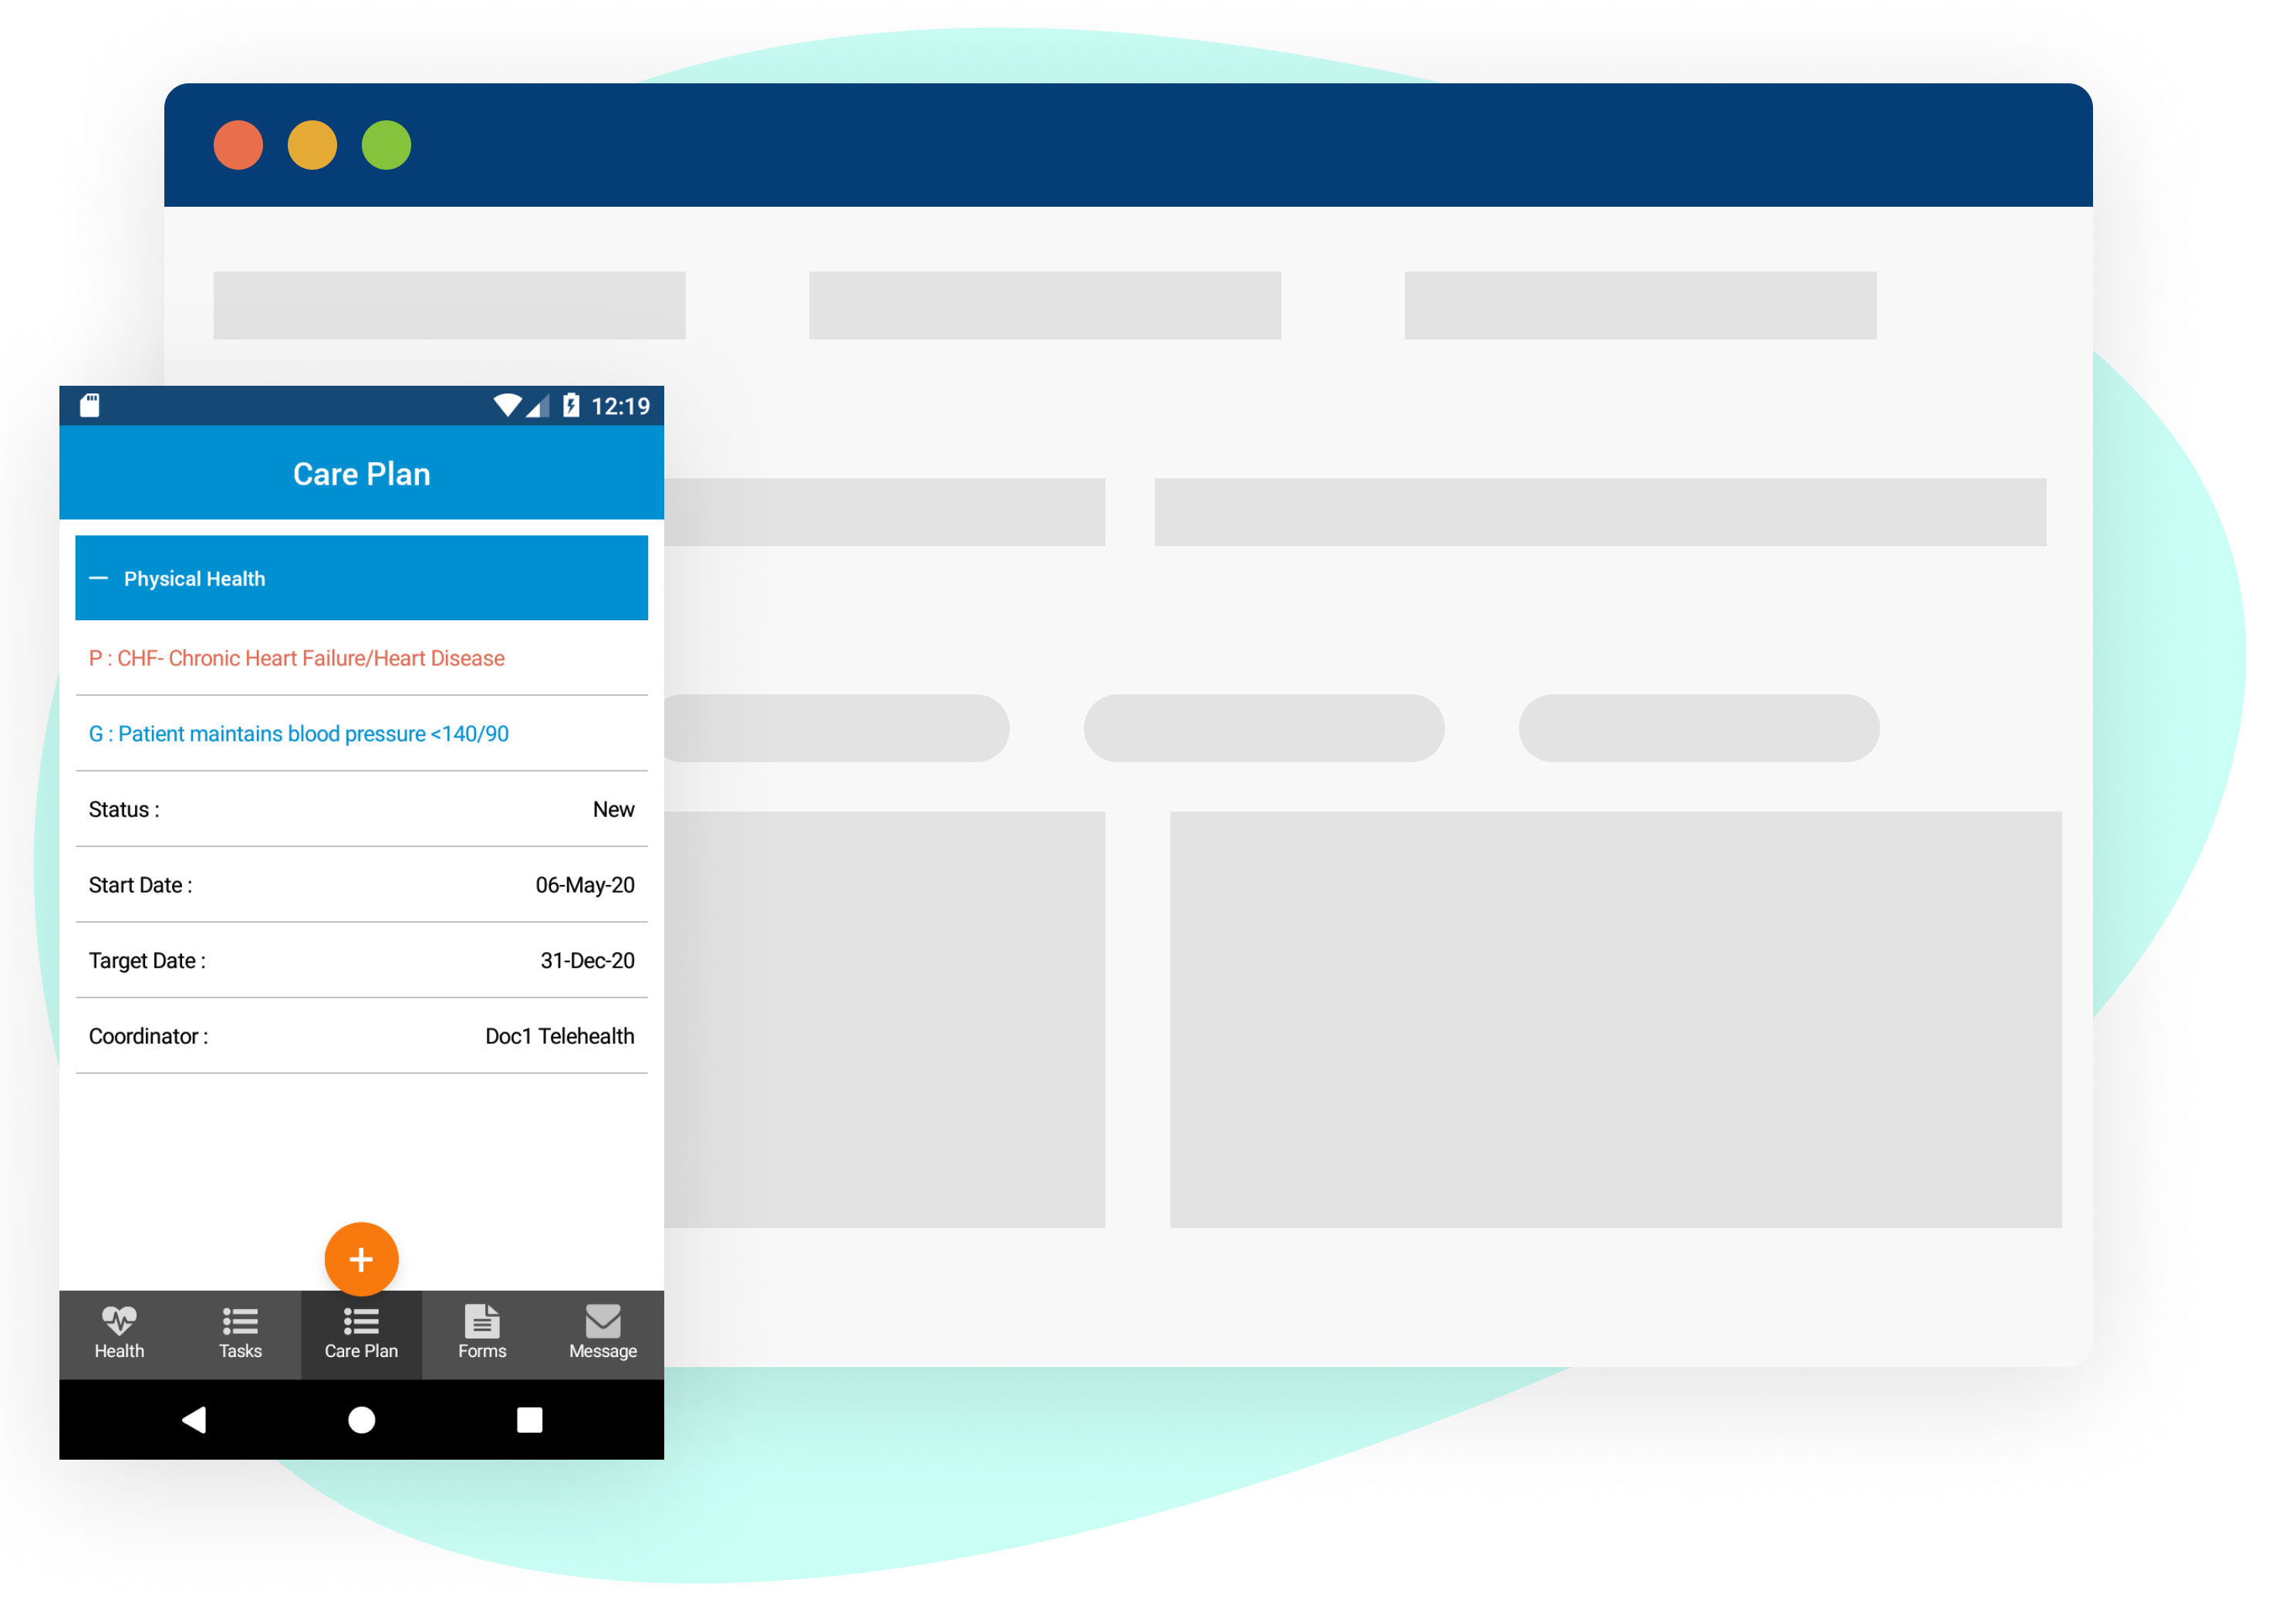 12:19
Care Plan
Physical Health
P : CHF- Chronic Heart Failure/Heart Disease
G : Patient maintains blood pressure <140/90
Status : New
Start Date : 06-May-20
Target Date : 31-Dec-20
Coordinator : Doc1 Telehealth
+
Health Tasks Care Plan Forms Message